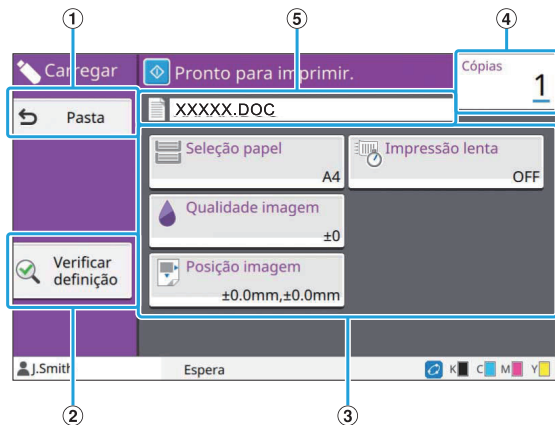 ① ⑤ ④
Carregar
Pronto para imprimir.
Cópias
1
Pasta
XXXXX.DOC
Seleção papel
A4
Impressão lenta
OFF
Qualidade imagem
±0
Verificar
definição
Posição imagem
±0.0mm,±0.0mm
J.Smith
Espera
K C M Y
② ③